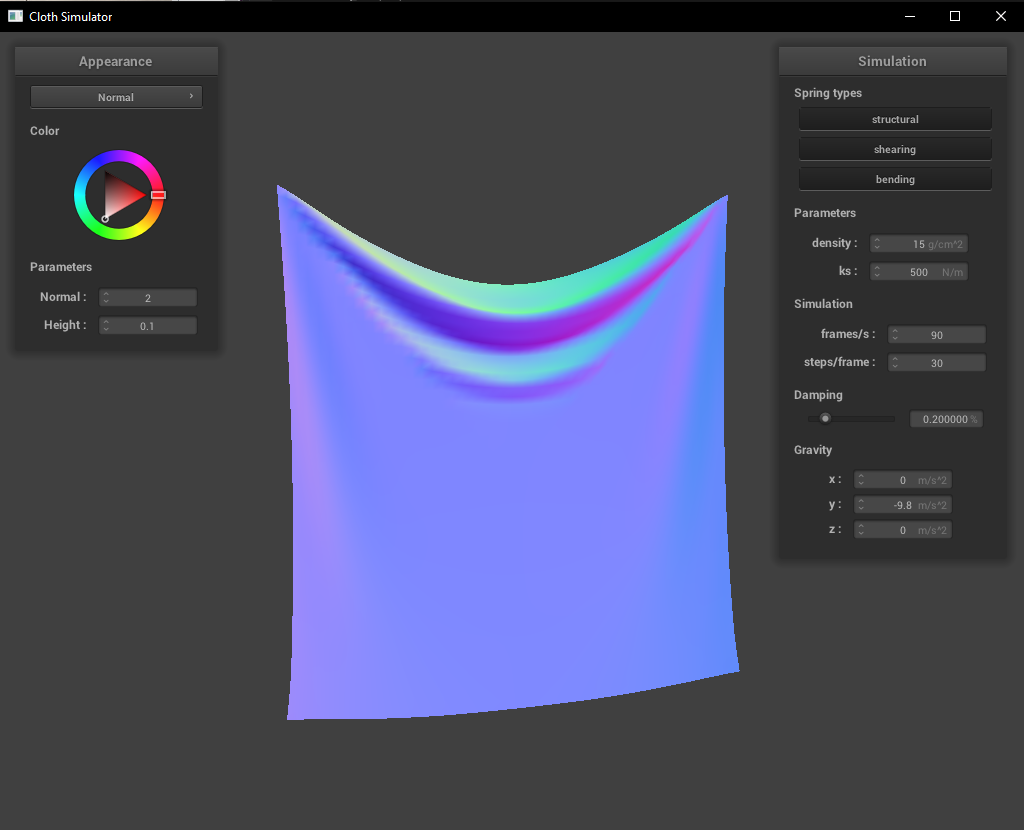 Cloth Simulator
Appearance
Normal
Color
Parameters
Normal : 2
Height : 0.1
Simulation
Spring types
structural
shearing
bending
Parameters
density : 15 g/cm^2
ks : 500 N/m
Simulation
frames/s : 90
steps/frame : 30
Damping
0.200000 %
Gravity
x : 0 m/s^2
y : -9.8 m/s^2
z : 0 m/s^2